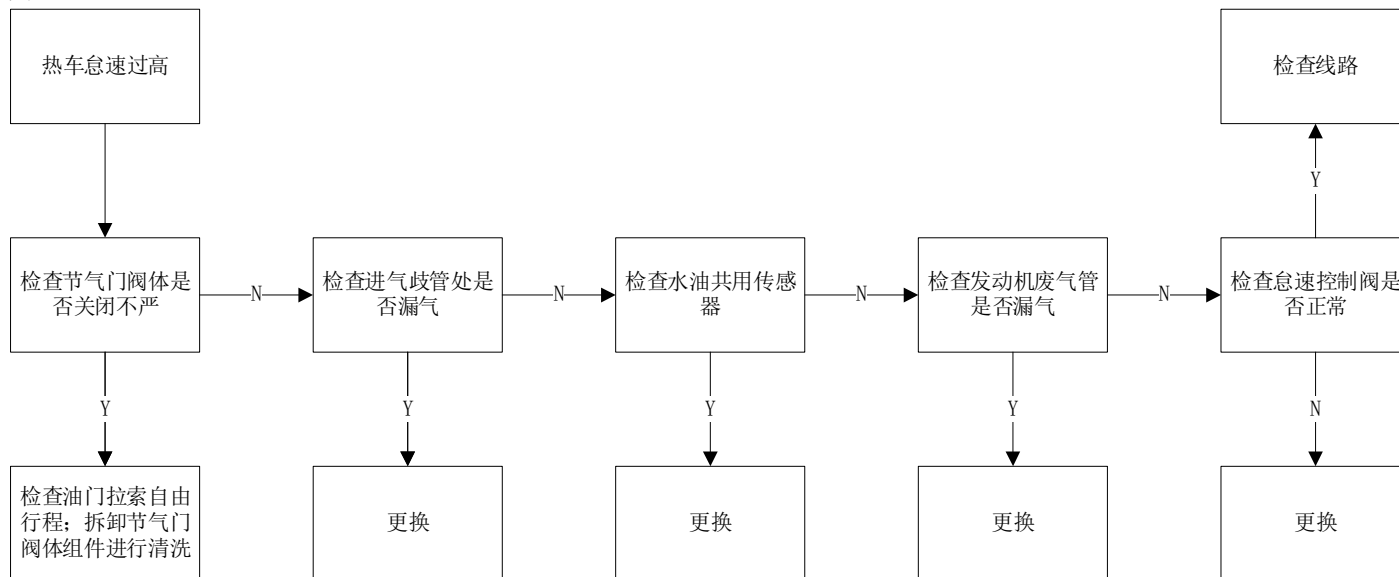 热车怠速过高
检查线路
Y
检查节气门阀体是
否关闭不严
N
检查进气歧管处是
否漏气
N
检查水油共用传感
器
N
检查发动机废气管
是否漏气
N
检查怠速控制阀是
否正常
Y
Y
Y
Y
N
检查油门拉索自由
行程；拆卸节气门
阀体组件进行清洗
更换
更换
更换
更换